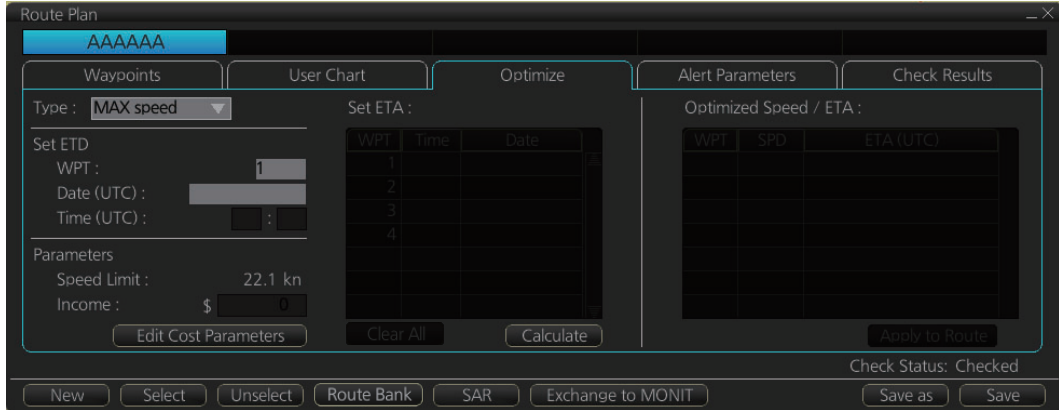 Route Plan
AAAAAA
Waypoints User Chart Optimize Alert Parameters Check Results
Type : MAX speed Set ETA : Optimized Speed / ETA :
Set ETD WPT Time Date WPT SPD ETA (UTC)
WPT : 1 1
Date (UTC) : 2
Time (UTC) : : 3
4
Parameters
Speed Limit : 22.1 kn
Income : $ 0
Edit Cost Parameters Clear All Calculate Apply to Route
Check Status: Checked
New Select Unselect Route Bank SAR Exchange to MONIT Save as Save